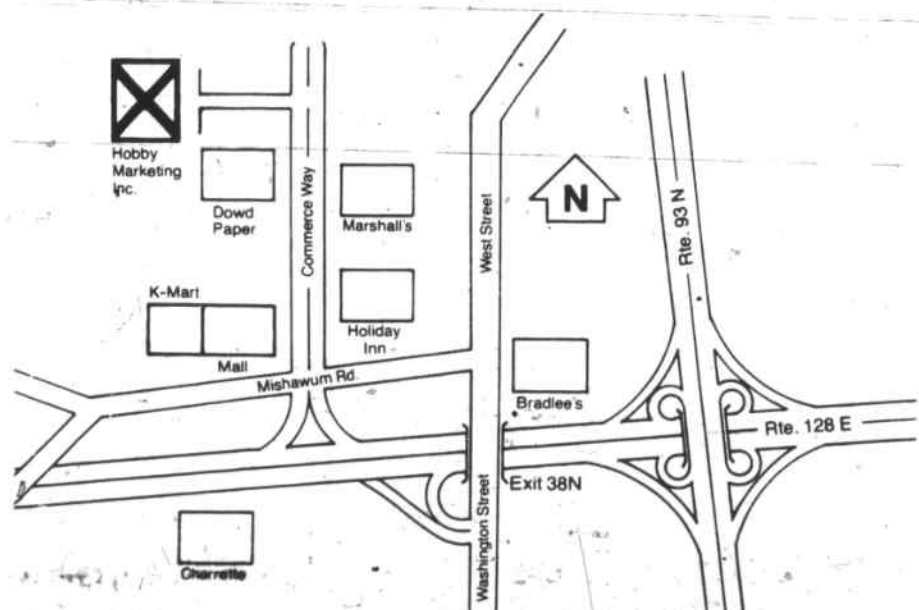 Hobby
Marketing
Inc.
Dowd
Paper
Commerce Way
Marshall's
West Street
N
Rte. 93 N
K-Mart
Mall
Holiday
Inn
Mishawum Rd.
Bradlee's
Rte. 128 E
Exit 38N
Washington Street
Charrette